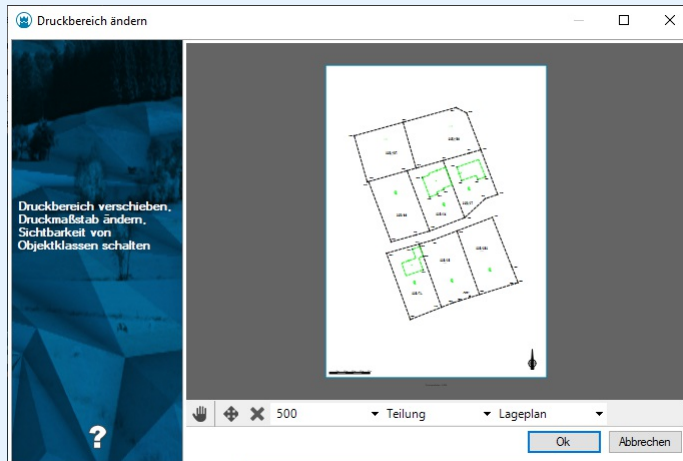 Druckbereich ändern
Druckbereich verschieben,
Druckmaßstab ändern,
Sichtbarkeit von
Objektklassen schalten
?
500
Teilung
Lageplan
Ok
Abbrechen